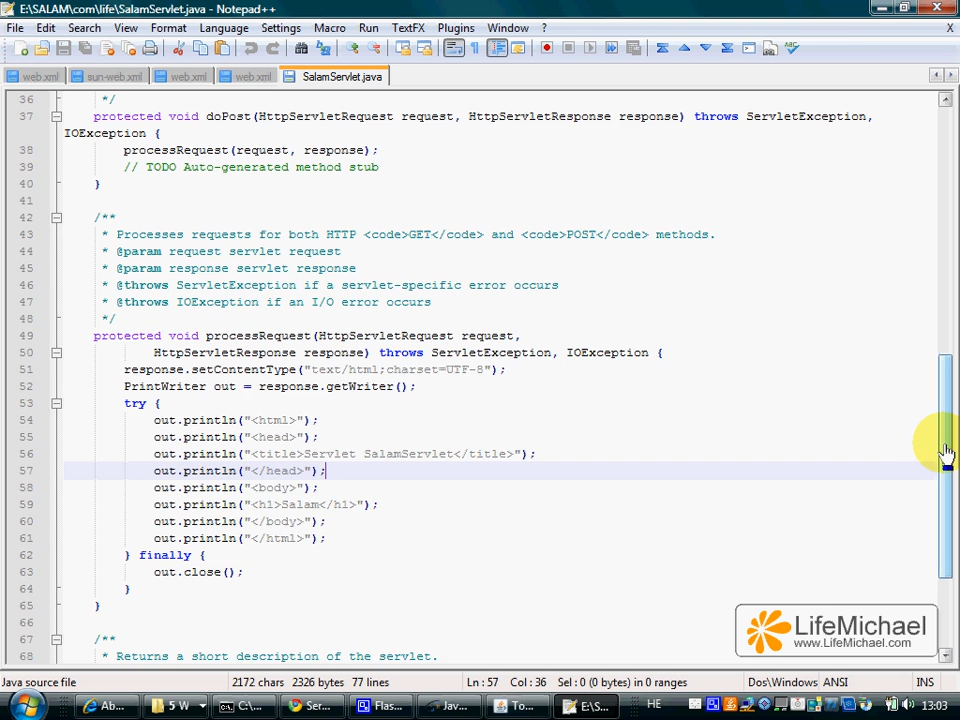 E:\SALAM\com\life\SalamServlet.java - Notepad++
File Edit Search View Format Language Settings Macro Run TextFX Plugins Window ? X
web.xml sun-web.xml web.xml web.xml SalamServlet.java
36 */
37 protected void doPost(HttpServletRequest request, HttpServletResponse response) throws ServletException,
IOException {
38 processRequest(request, response);
39 // TODO Auto-generated method stub
40 }
41
42 /**
43 * Processes requests for both HTTP <code>GET</code> and <code>POST</code> methods.
44 * @param request servlet request
45 * @param response servlet response
46 * @throws ServletException if a servlet-specific error occurs
47 * @throws IOException if an I/O error occurs
48 */
49 protected void processRequest(HttpServletRequest request,
50 HttpServletResponse response) throws ServletException, IOException {
51 response.setContentType("text/html;charset=UTF-8");
52 PrintWriter out = response.getWriter();
53 try {
54 out.println("<html>");
55 out.println("<head>");
56 out.println("<title>Servlet SalamServlet</title>");
57 out.println("</head>");
58 out.println("<body>");
59 out.println("<h1>Salam</h1>");
60 out.println("</body>");
61 out.println("</html>");
62 } finally {
63 out.close();
64 }
65 }
66
67 /**
68 * Returns a short description of the servlet.
LifeMichael
www.lifemichael.com
Java source file 2172 chars 2326 bytes 77 lines Ln : 57 Col : 36 Sel : 0 (0 bytes) in 0 ranges Dos\Windows ANSI INS
Ab... 5 W C:\... Ser... Flas... Jav... To... E:\S... HE 13:03